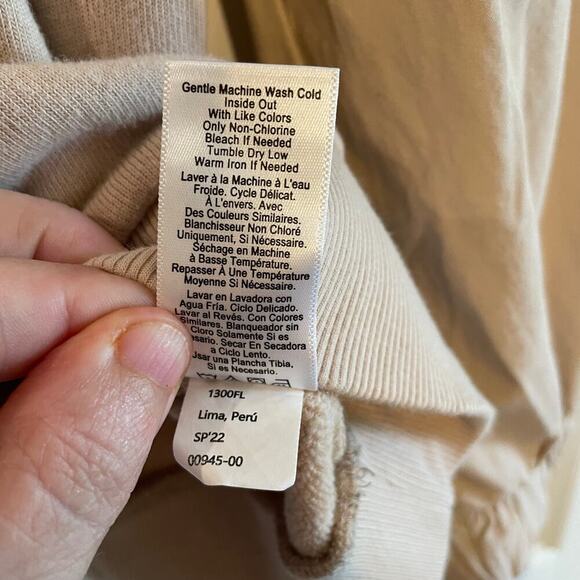 Gentle Machine Wash Cold
Inside Out
With Like Colors
Only Non-Chlorine
Bleach If Needed
Tumble Dry Low
Warm Iron If Needed
Laver à la Machine à L'eau
Froide. Cycle Délicat.
À L'envers. Avec
Des Couleurs Similaires.
Blanchisseur Non Chloré
Uniquement, Si Nécessaire.
Séchage en Machine
à Basse Température.
Repasser À Une Température
Moyenne Si Nécessaire.
Lavar en Lavadora con
Agua Fría. Ciclo Delicado.
Lavar al Revés. Con Colores
Similares. Blanqueador sin
Cloro Solamente Si es
esario. Secar En Secadora
a Ciclo Lento.
Usar una Plancha Tibia,
Si es Necesario.
1300FL
Lima, Perú
SP'22
00945-00